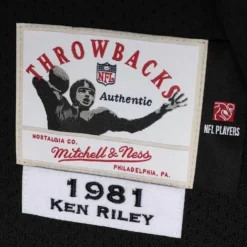 THROWBACKS
NFL
Authentic
NOSTALGIA CO.
Mitchell & Ness
PHILADELPHIA, PA.
NFL PLAYERS
1981
KEN RILEY